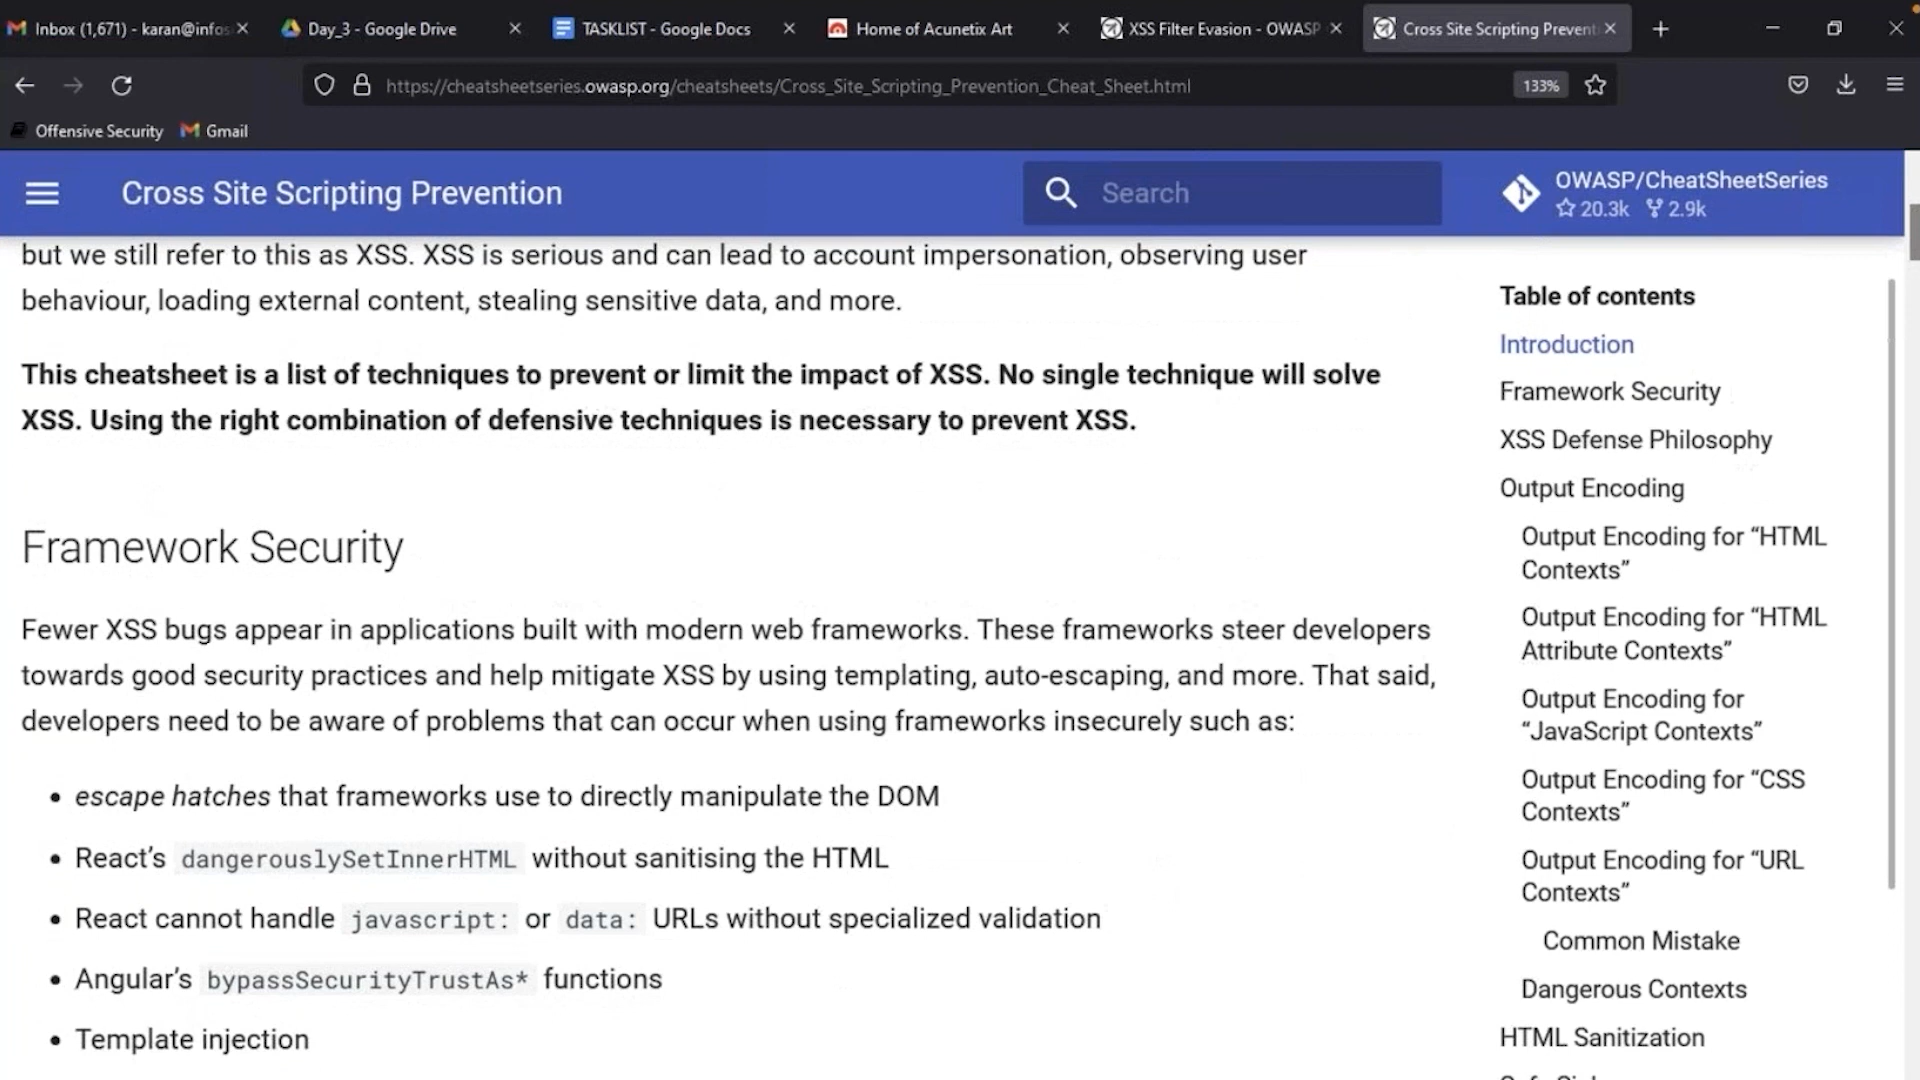 Inbox (1,671) - karan@infos
Day_3 - Google Drive
TASKLIST - Google Docs
Home of Acunetix Art
XSS Filter Evasion - OWASP
Cross Site Scripting Prevent
https://cheatsheetseries.owasp.org/cheatsheets/Cross_Site_Scripting_Prevention_Cheat_Sheet.html
133%
Offensive Security
Gmail
Cross Site Scripting Prevention
Search
OWASP/CheatSheetSeries
20.3k 2.9k
but we still refer to this as XSS. XSS is serious and can lead to account impersonation, observing user
behaviour, loading external content, stealing sensitive data, and more.
This cheatsheet is a list of techniques to prevent or limit the impact of XSS. No single technique will solve
XSS. Using the right combination of defensive techniques is necessary to prevent XSS.
Framework Security
Fewer XSS bugs appear in applications built with modern web frameworks. These frameworks steer developers
towards good security practices and help mitigate XSS by using templating, auto-escaping, and more. That said,
developers need to be aware of problems that can occur when using frameworks insecurely such as:
• escape hatches that frameworks use to directly manipulate the DOM
• React’s dangerouslySetInnerHTML without sanitising the HTML
• React cannot handle javascript: or data: URLs without specialized validation
• Angular’s bypassSecurityTrustAs* functions
• Template injection
Table of contents
Introduction
Framework Security
XSS Defense Philosophy
Output Encoding
Output Encoding for “HTML
Contexts”
Output Encoding for “HTML
Attribute Contexts”
Output Encoding for
“JavaScript Contexts”
Output Encoding for “CSS
Contexts”
Output Encoding for “URL
Contexts”
Common Mistake
Dangerous Contexts
HTML Sanitization